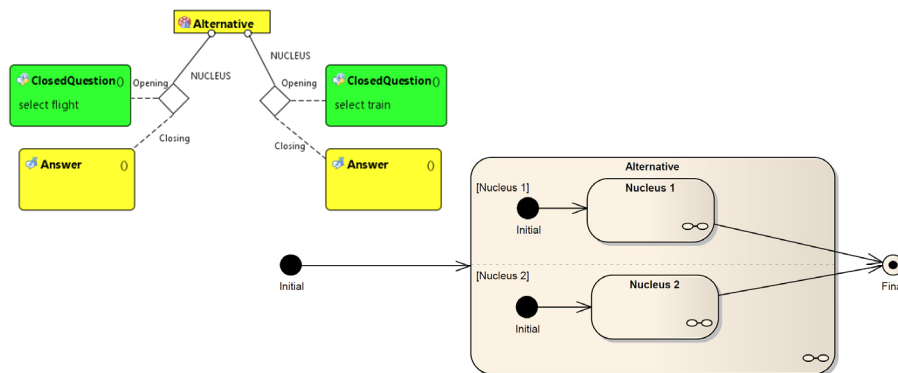 Alternative
NUCLEUS
NUCLEUS
ClosedQuestion()
select flight
Opening
Opening
ClosedQuestion()
select train
Closing
Closing
Answer ()
Answer ()
Alternative
[Nucleus 1]
Nucleus 1
Initial
Initial
[Nucleus 2]
Nucleus 2
Initial
Fina